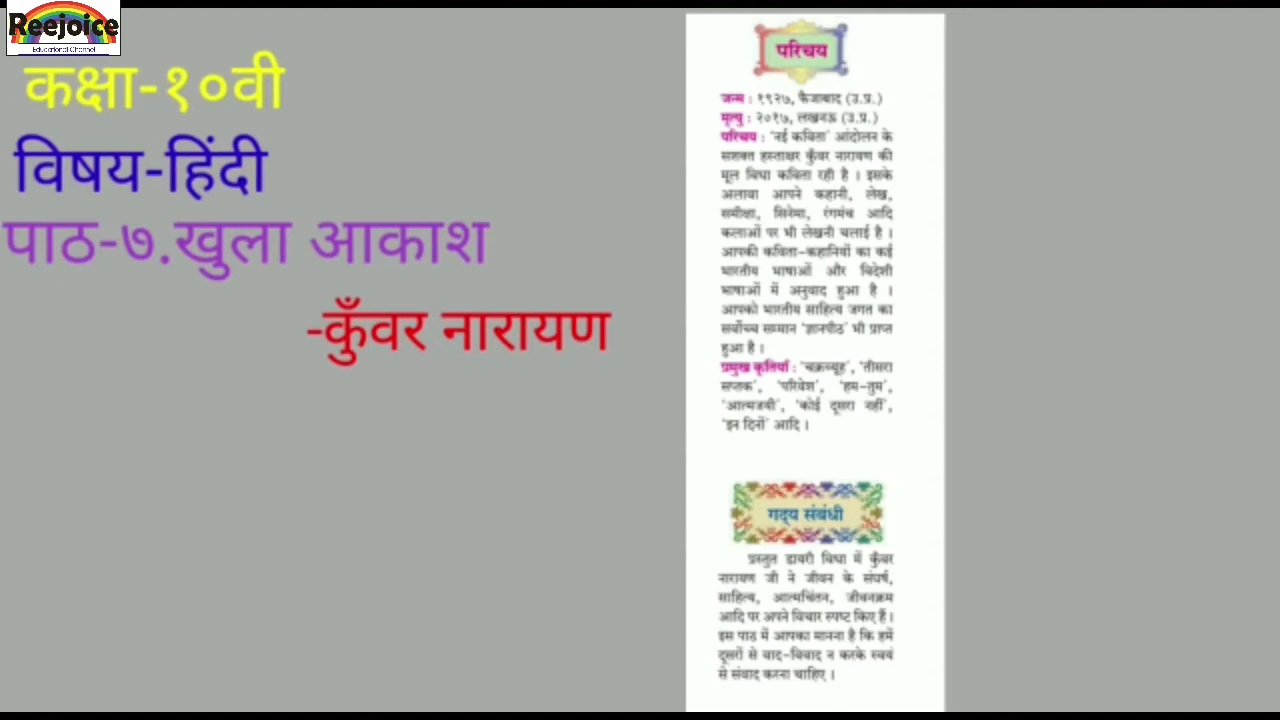 Reejoice
Educational Channel
कक्षा-१०वी
विषय-हिंदी
खुला आकाश
-कुँवर नारायण
परिचय
जन्म : १९२७, फैजाबाद (उ.प्र.)
मृत्यु : २०१७, लखनऊ (उ.प्र.)
परिचय : 'नई कविता' आंदोलन के
सशक्त हस्ताक्षर कुँवर नारायण की
मूल विधा कविता रही है । इसके
अलावा आपने कहानी, लेख,
समीक्षा, सिनेमा, रंगमंच आदि
कलाओं पर भी लेखनी चलाई है ।
आपकी कविता-कहानियों का कई
भारतीय भाषाओं और विदेशी
भाषाओं में अनुवाद हुआ है ।
आपको भारतीय साहित्य जगत का
सर्वोच्च सम्मान 'ज्ञानपीठ' भी प्राप्त
हुआ है ।
प्रमुख कृतियाँ : 'चक्रव्यूह', 'तीसरा
सप्तक', 'परिवेश', 'हम-तुम',
'आत्मजयी', 'कोई दूसरा नहीं',
'इन दिनों' आदि ।
गद्य संबंधी
प्रस्तुत डायरी विधा में कुँवर
नारायण जी ने जीवन के संघर्ष,
साहित्य, आत्मचिंतन, जीवनक्रम
आदि पर अपने विचार स्पष्ट किए हैं।
इस पाठ में आपका मानना है कि हमें
दूसरों से वाद-विवाद न करके स्वयं
से संवाद करना चाहिए ।